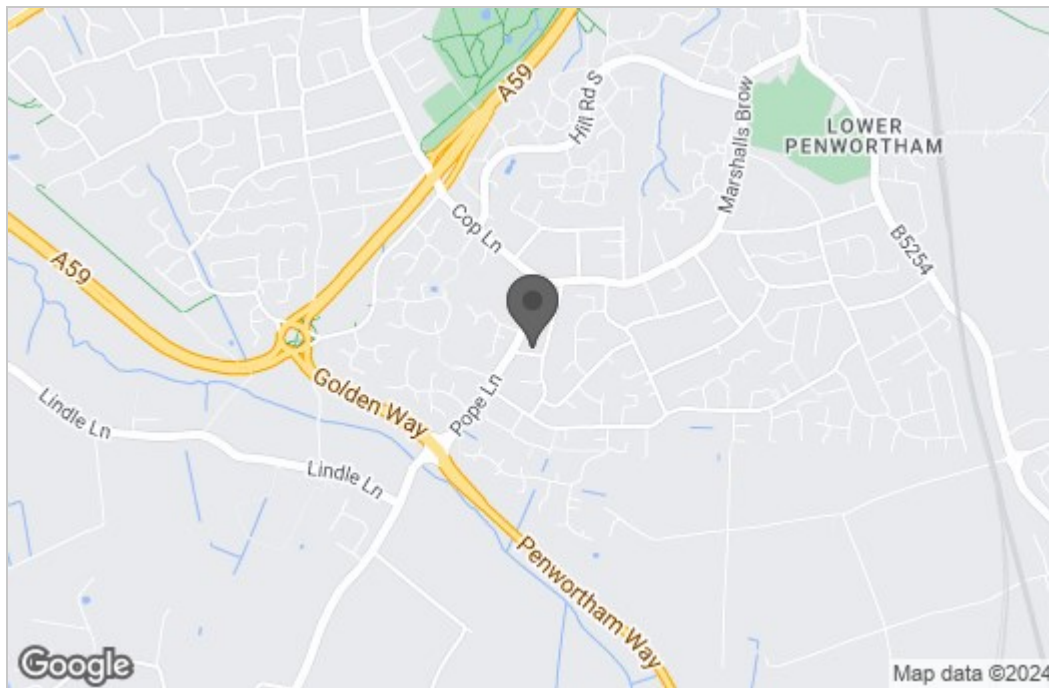 A59
Hill Rd S
Marshalls Brow
LOWER
PENWORTHAM
Cop Ln
B5254
A59
Golden Way
Pope Ln
Lindle Ln
Lindle Ln
Penwortham Way
Google
Map data ©2024